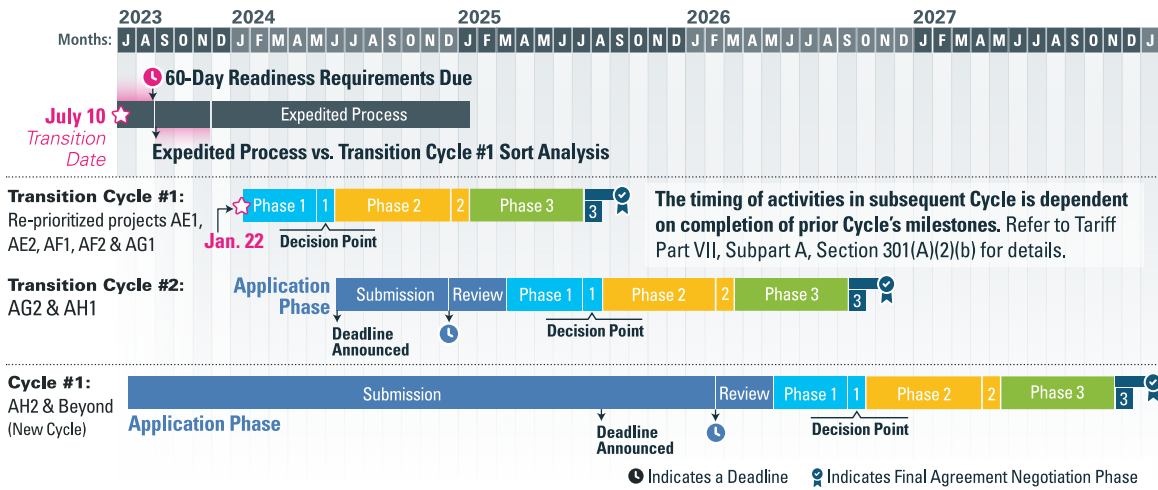 2023 2024 2025 2026 2027
Months: J A S O N D J F M A M J J A S O N D J F M A M J J A S O N D J F M A M J J A S O N D J F M A M J J A S O N D J
60-Day Readiness Requirements Due
July 10
Transition
Date
Expedited Process
Expedited Process vs. Transition Cycle #1 Sort Analysis
Transition Cycle #1:
Re-prioritized projects AE1,
AE2, AF1, AF2 & AG1
Jan. 22
Phase 1 1 Phase 2 2 Phase 3 3
Decision Point
The timing of activities in subsequent Cycle is dependent
on completion of prior Cycle's milestones. Refer to Tariff
Part VII, Subpart A, Section 301(A)(2)(b) for details.
Transition Cycle #2:
AG2 & AH1
Application
Phase
Submission Review Phase 1 1 Phase 2 2 Phase 3 3
Deadline
Announced
Decision Point
Cycle #1:
AH2 & Beyond
(New Cycle)
Submission Review Phase 1 1 Phase 2 2 Phase 3 3
Application Phase
Deadline
Announced
Decision Point
Indicates a Deadline
Indicates Final Agreement Negotiation Phase